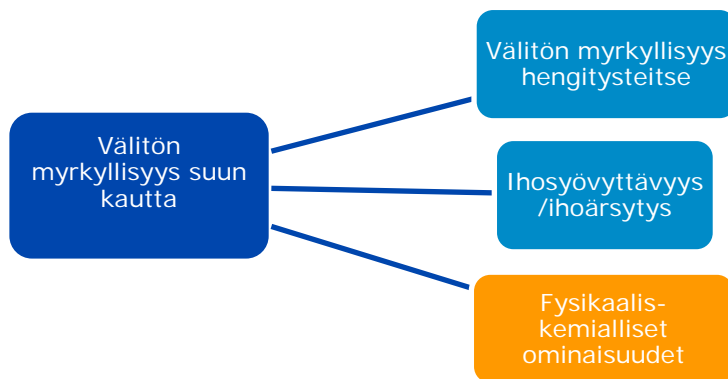 Välitön
myrkyllisyys suun
kautta
Välitön myrkyllisyys
hengitysteitse
Ihosyövyttävyys
/ihoärsytys
Fysikaalis-
kemialliset
ominaisuudet